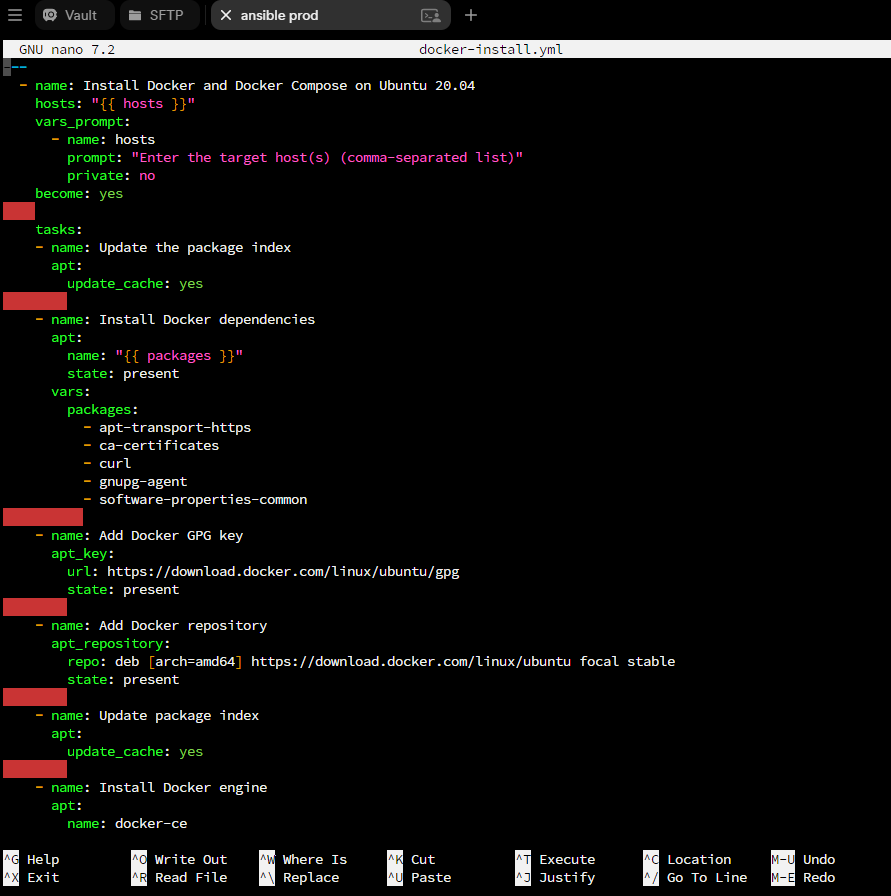 Vault SFTP ansible prod
GNU nano 7.2 docker-install.yml
---
- name: Install Docker and Docker Compose on Ubuntu 20.04
hosts: "{{ hosts }}"
vars_prompt:
- name: hosts
prompt: "Enter the target host(s) (comma-separated list)"
private: no
become: yes
tasks:
- name: Update the package index
apt:
update_cache: yes
- name: Install Docker dependencies
apt:
name: "{{ packages }}"
state: present
vars:
packages:
- apt-transport-https
- ca-certificates
- curl
- gnupg-agent
- software-properties-common
- name: Add Docker GPG key
apt_key:
url: https://download.docker.com/linux/ubuntu/gpg
state: present
- name: Add Docker repository
apt_repository:
repo: deb [arch=amd64] https://download.docker.com/linux/ubuntu focal stable
state: present
- name: Update package index
apt:
update_cache: yes
- name: Install Docker engine
apt:
name: docker-ce
^G Help ^O Write Out ^W Where Is ^K Cut ^T Execute ^C Location M-U Undo
^X Exit ^R Read File ^\ Replace ^U Paste ^J Justify ^/ Go To Line M-E Redo